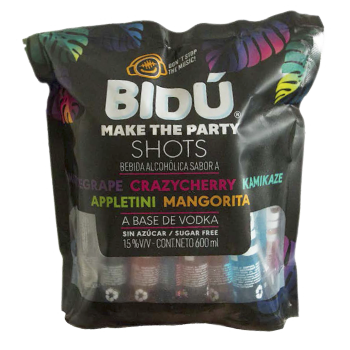 DON'T STOP
THE MUSIC!
BIDÚ®
MAKE THE PARTY
SHOTS
BEBIDA ALCOHÓLICA SABOR A
CRAZYCHERRY KAMIKAZE
APPLETINI MANGORITA
A BASE DE VODKA
SIN AZÚCAR / SUGAR FREE
15 %V/V - CONT.NETO 600 ml